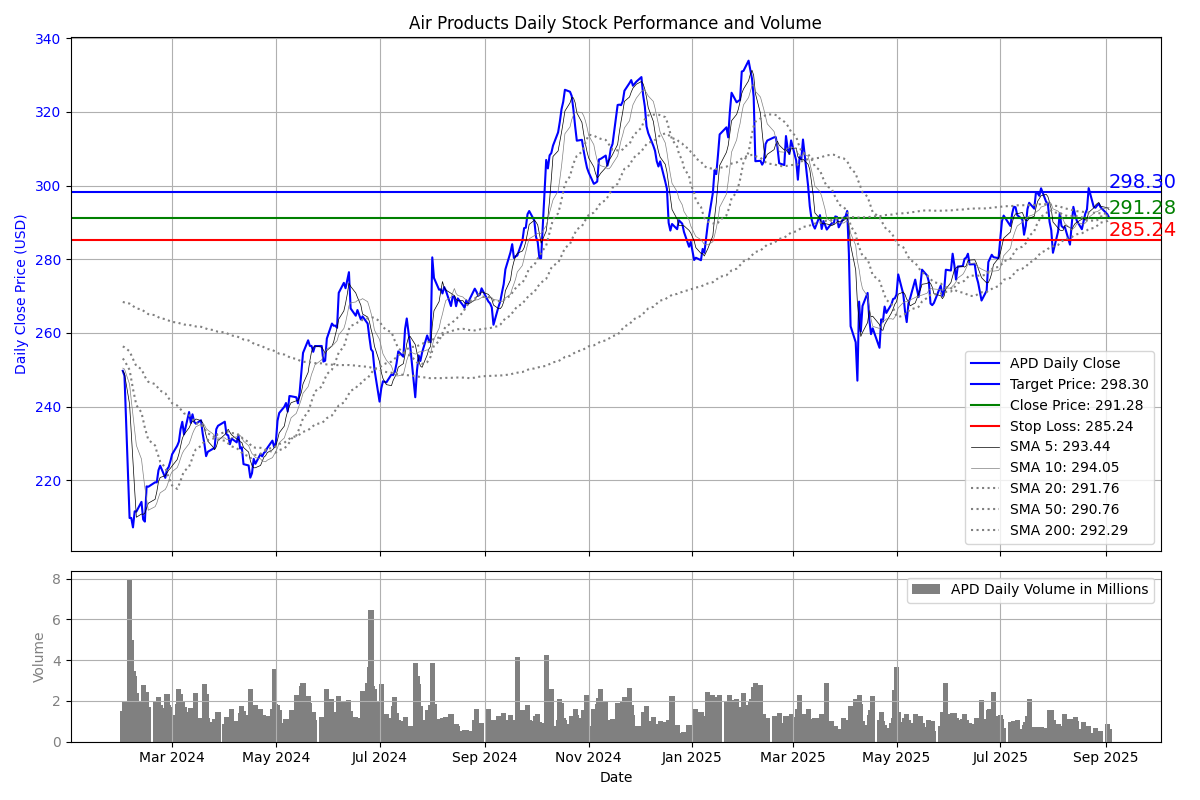 Air Products Daily Stock Performance and Volume
Daily Close Price (USD)
340
320
300
280
260
240
220
298.30
291.28
285.24
APD Daily Close
Target Price: 298.30
Close Price: 291.28
Stop Loss: 285.24
SMA 5: 293.44
SMA 10: 294.05
SMA 20: 291.76
SMA 50: 290.76
SMA 200: 292.29
Volume
8
6
4
2
0
APD Daily Volume in Millions
Mar 2024
May 2024
Jul 2024
Sep 2024
Nov 2024
Jan 2025
Mar 2025
May 2025
Jul 2025
Sep 2025
Date